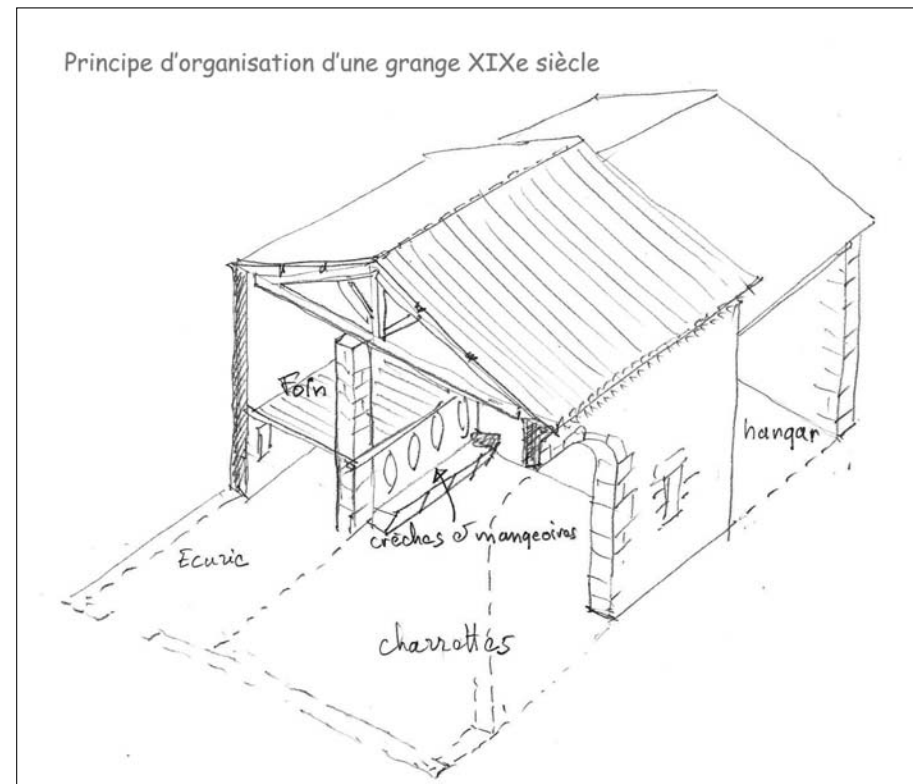 Principe d'organisation d'une grange XIXe siècle
Foin
hangar
crèches & mangeoires
Ecurie
charrettes